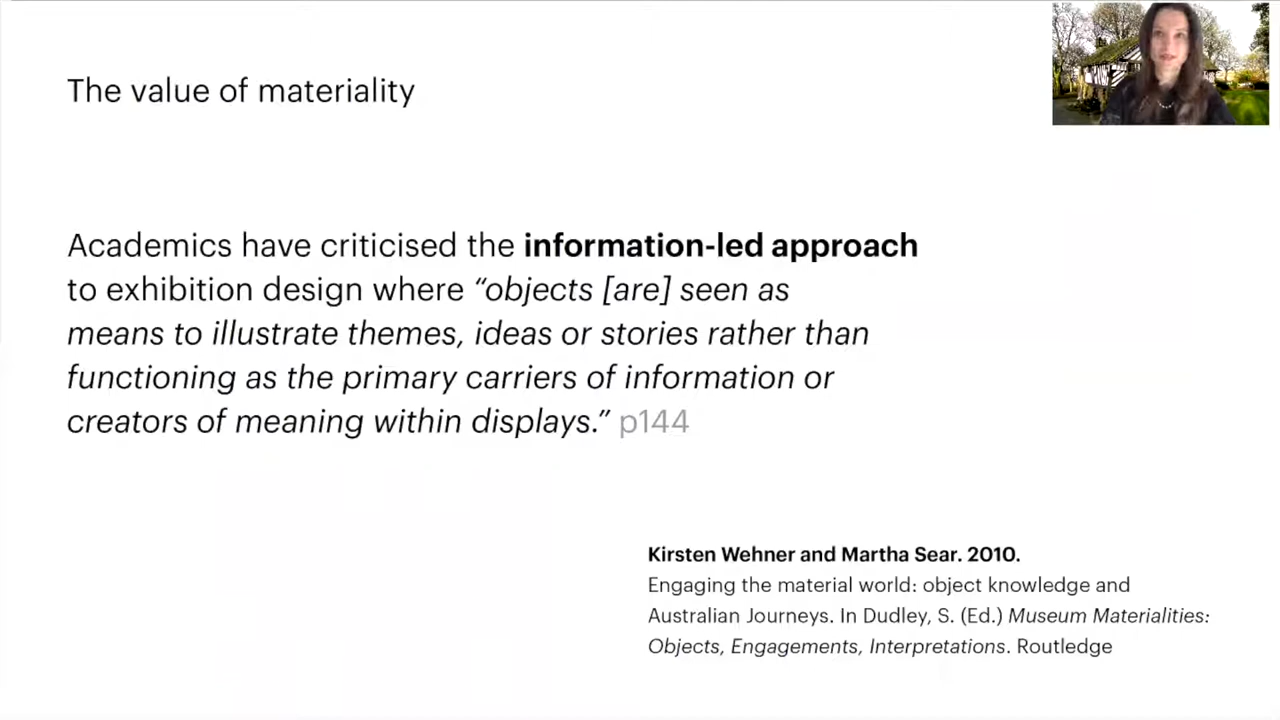 The value of materiality
Academics have criticised the information-led approach
to exhibition design where “objects [are] seen as
means to illustrate themes, ideas or stories rather than
functioning as the primary carriers of information or
creators of meaning within displays.” p144
Kirsten Wehner and Martha Sear. 2010.
Engaging the material world: object knowledge and
Australian Journeys. In Dudley, S. (Ed.) Museum Materialities:
Objects, Engagements, Interpretations. Routledge